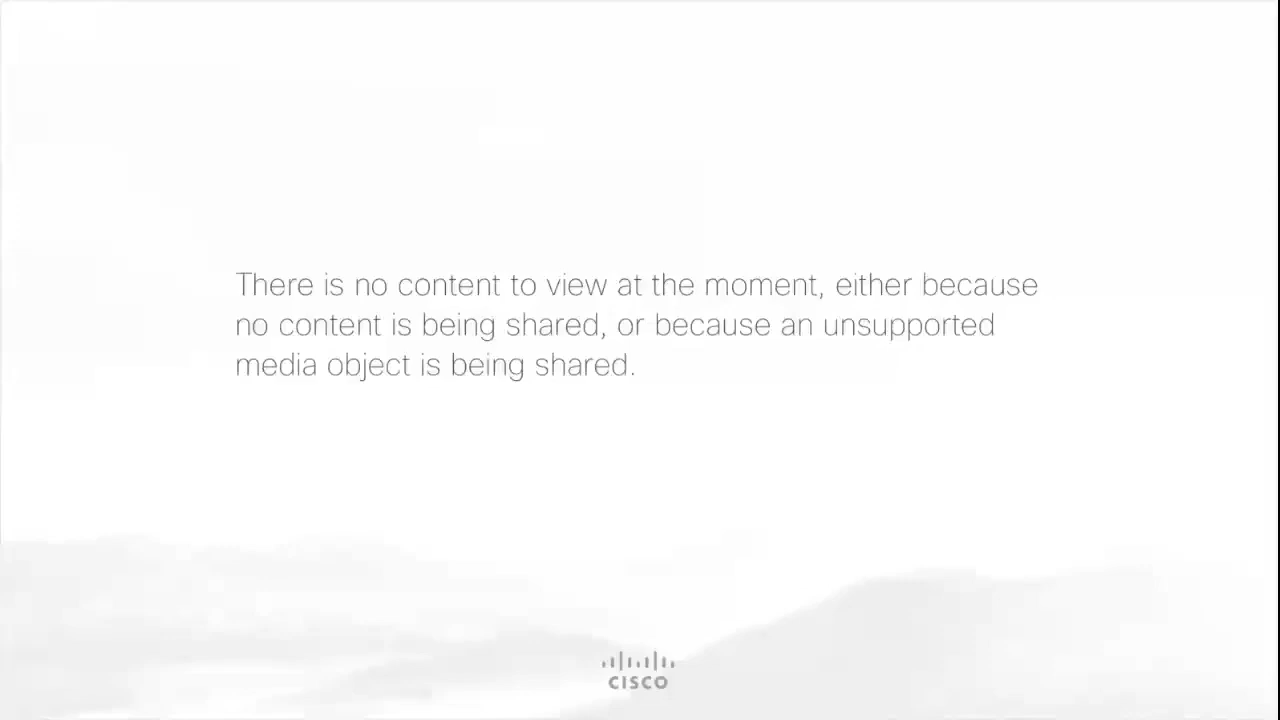 There is no content to view at the moment, either because
no content is being shared, or because an unsupported
media object is being shared.
CISCO